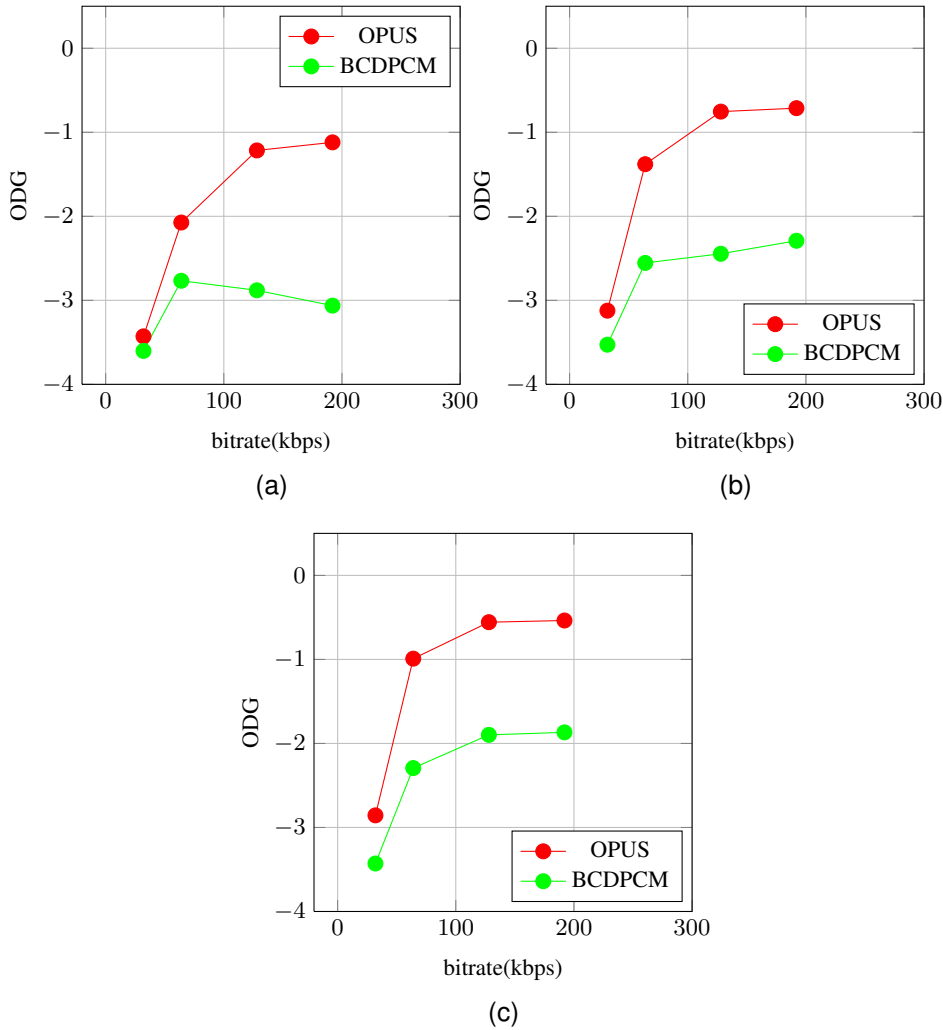 0
−1
−2
−3
−4
ODG
OPUS
BCDPCM
0 100 200 300
bitrate(kbps)
(a)
0
−1
−2
−3
−4
ODG
OPUS
BCDPCM
0 100 200 300
bitrate(kbps)
(b)
0
−1
−2
−3
−4
ODG
OPUS
BCDPCM
0 100 200 300
bitrate(kbps)
(c)